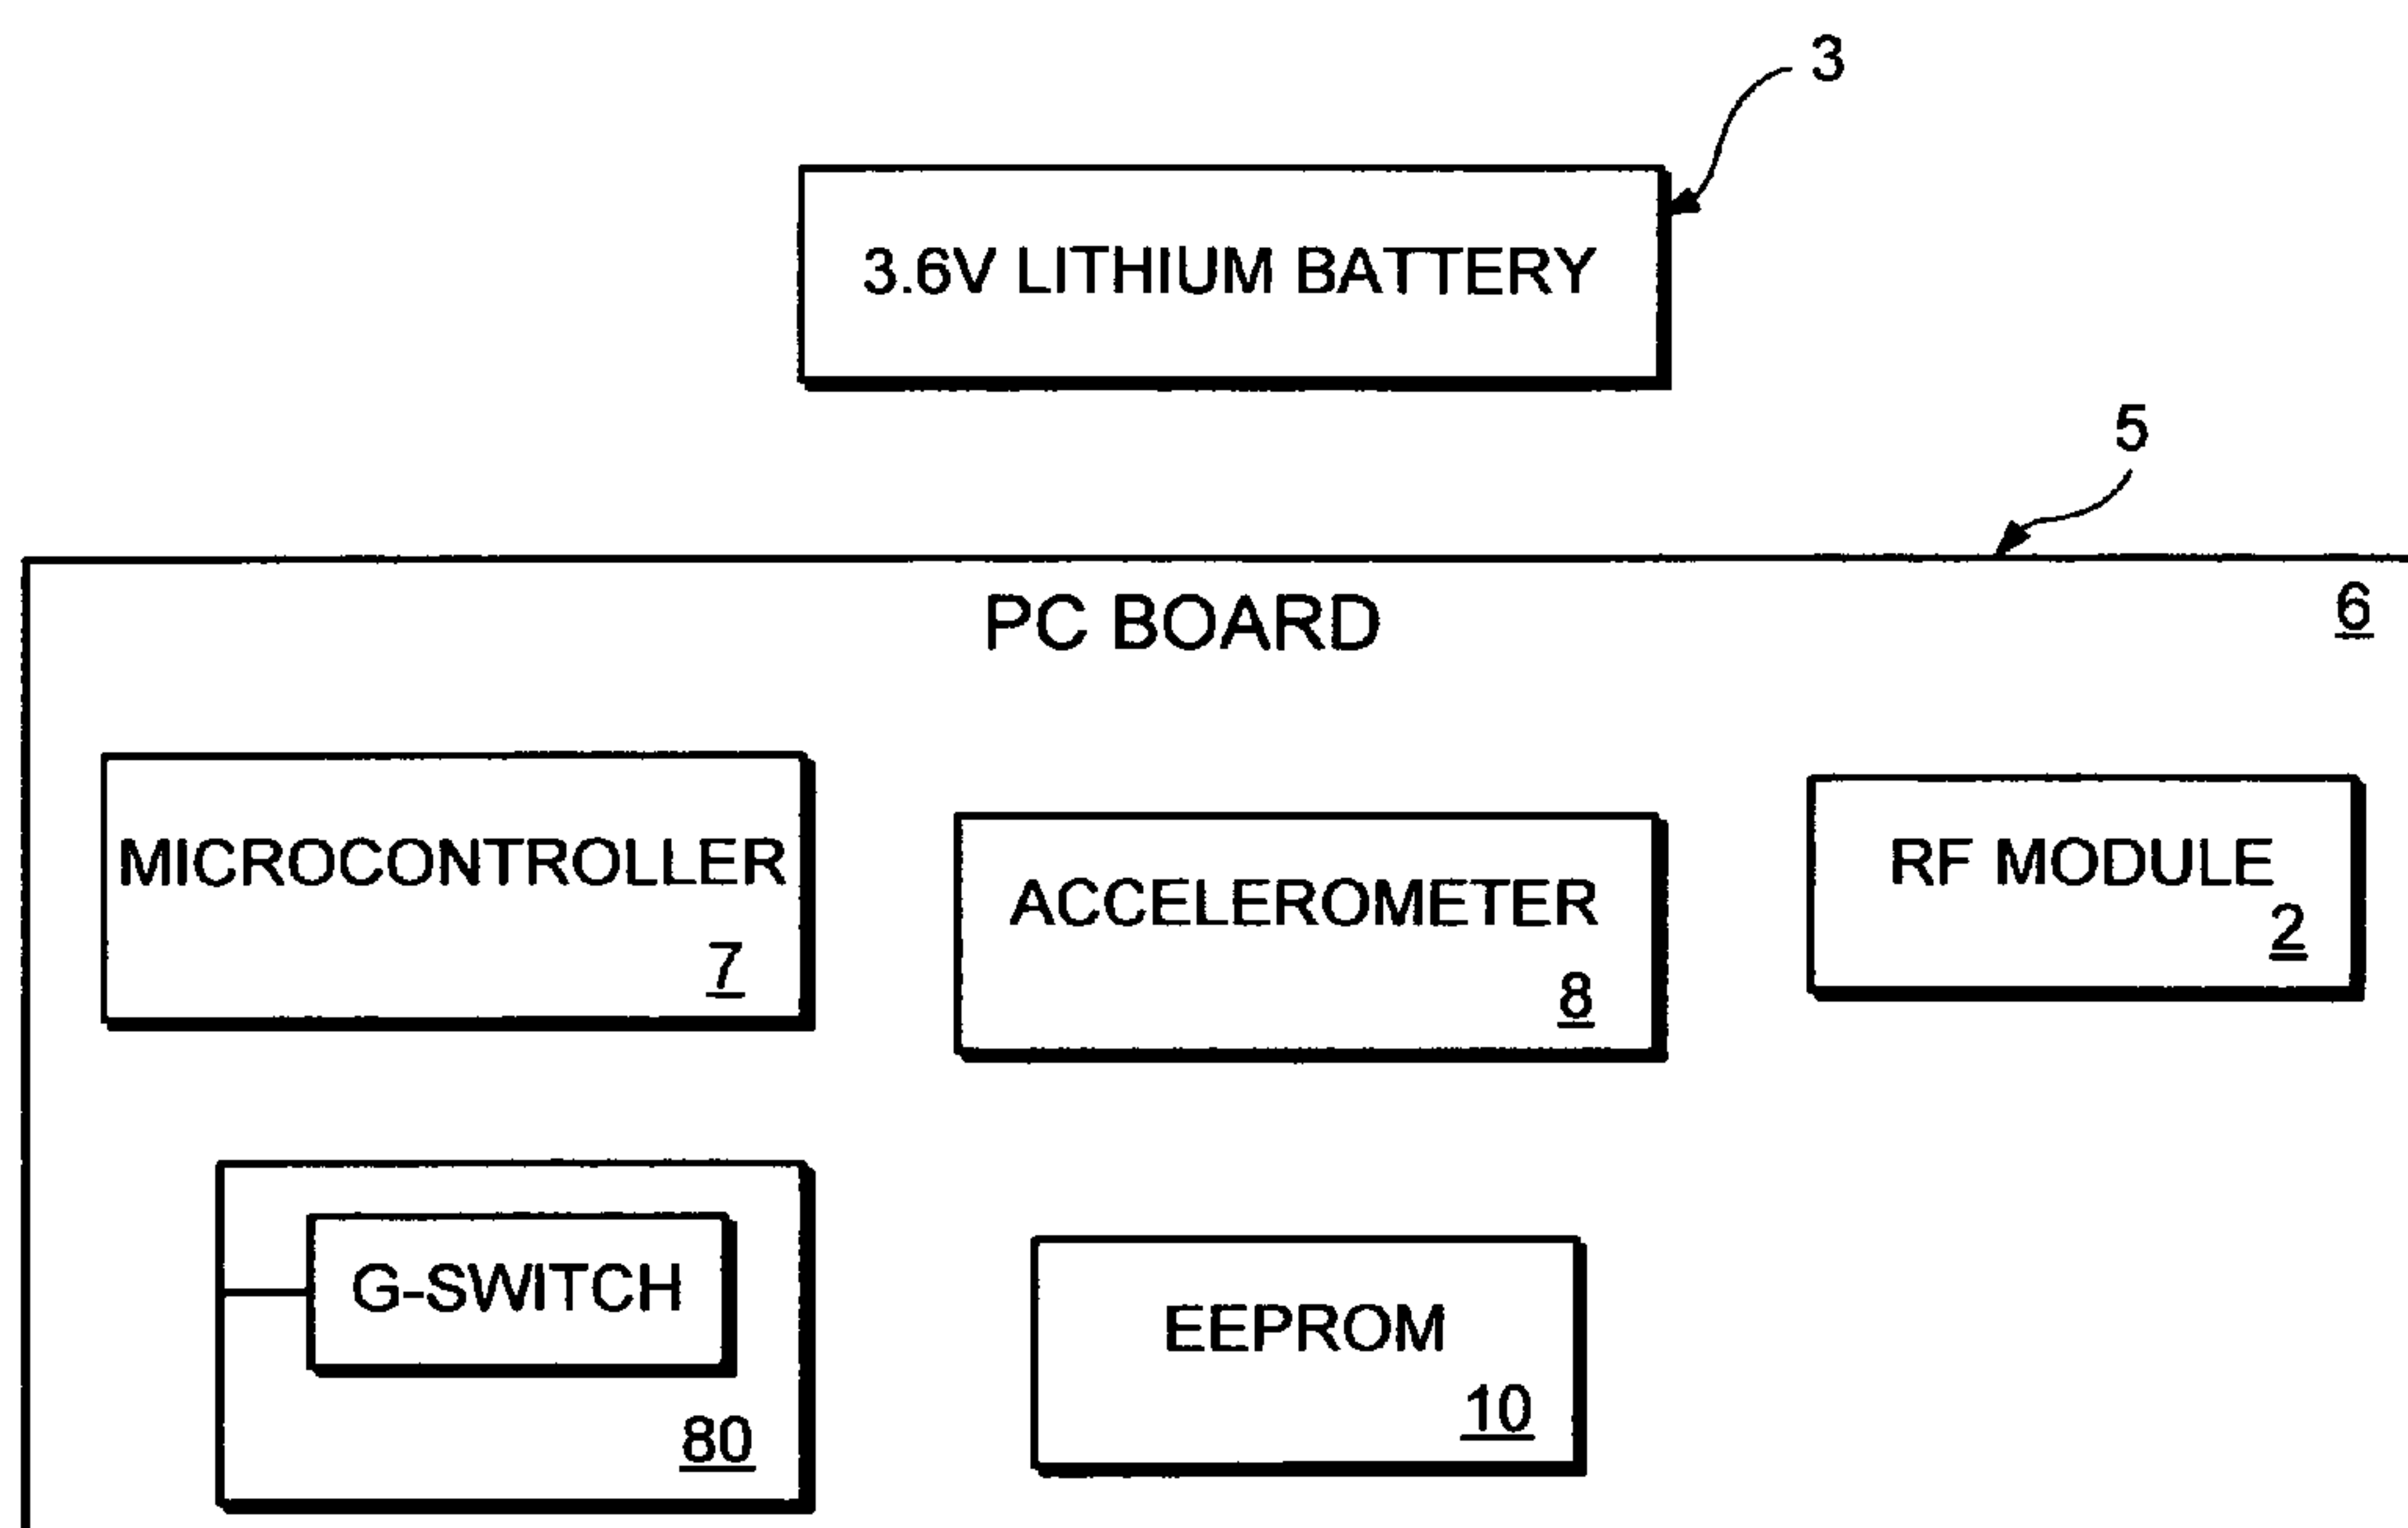 3
3.6V LITHIUM BATTERY
5
PC BOARD
6
MICROCONTROLLER
7
ACCELEROMETER
8
RF MODULE
2
G-SWITCH
80
EEPROM
10